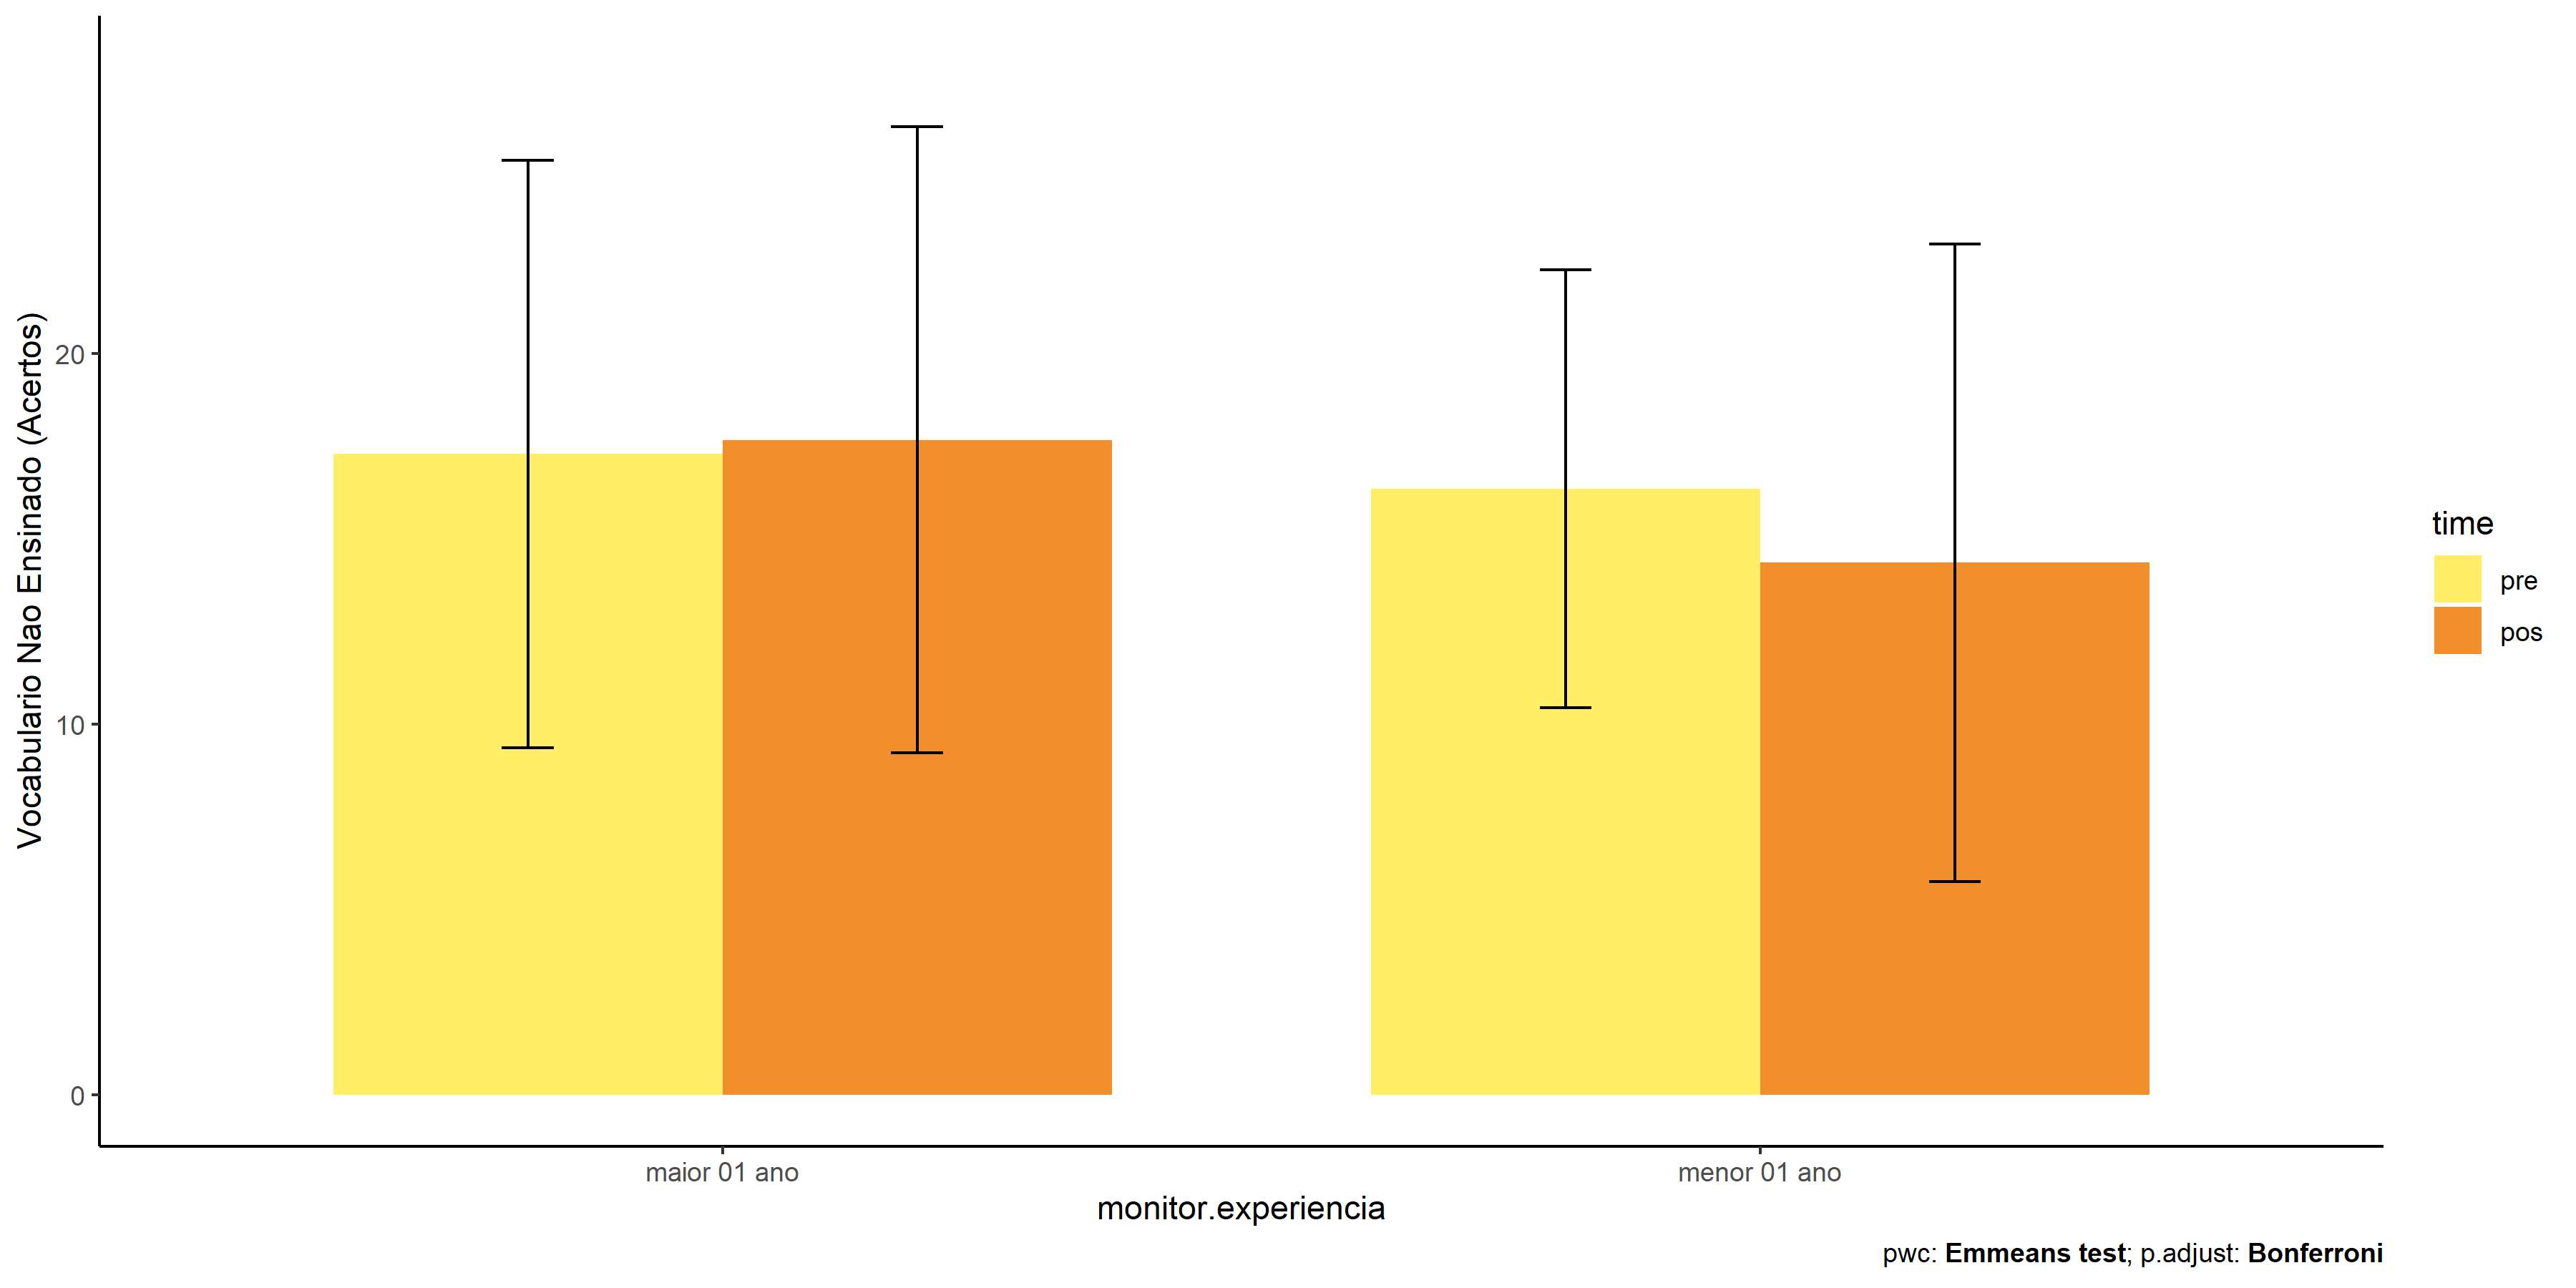 Vocabulario Nao Ensinado (Acertos)
20
10
0
maior 01 ano
menor 01 ano
monitor.experiencia
time
pre
pos
pwc: Emmeans test; p.adjust: Bonferroni